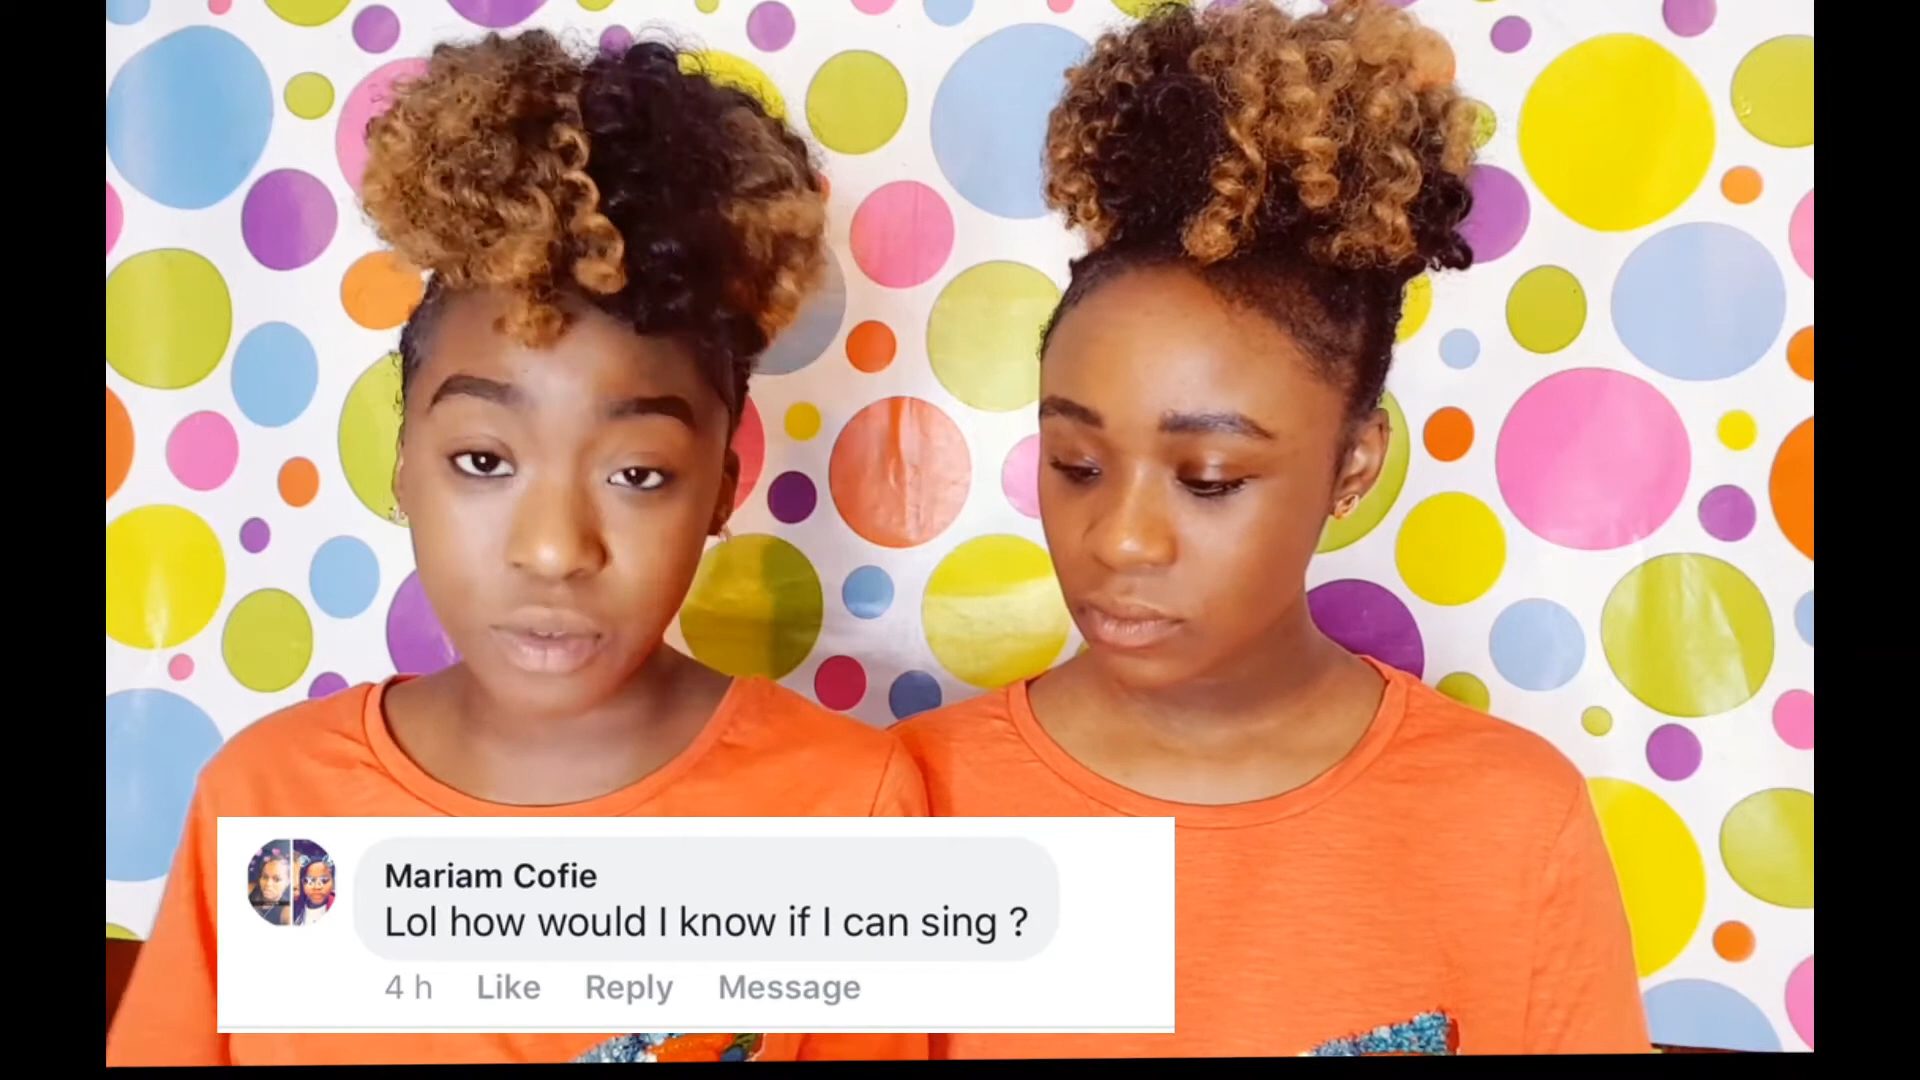 Mariam Cofie
Lol how would I know if I can sing ?
4 h Like Reply Message